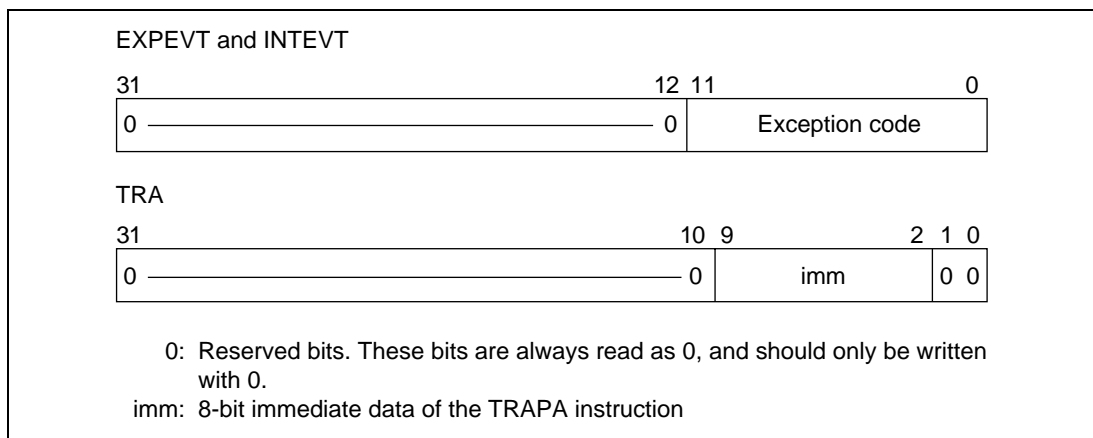 EXPEVT and INTEVT
31 12 11 0
0 0 Exception code
TRA
31 10 9 2 1 0
0 0 imm 0 0
0: Reserved bits. These bits are always read as 0, and should only be written
with 0.
imm: 8-bit immediate data of the TRAPA instruction